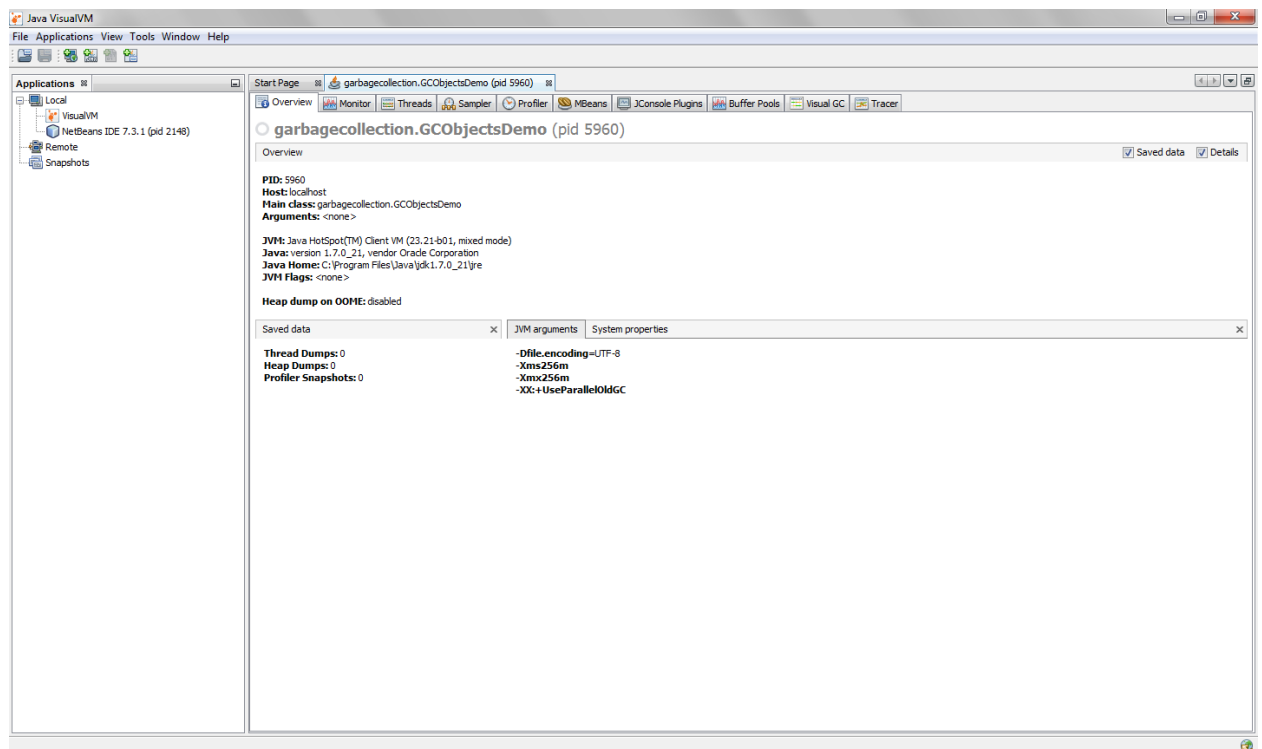 Java VisualVM
File Applications View Tools Window Help
Applications
Local
VisualVM
NetBeans IDE 7.3.1 (pid 2148)
Remote
Snapshots
Start Page garbagecollection.GCObjectsDemo (pid 5960)
Overview Monitor Threads Sampler Profiler MBeans JConsole Plugins Buffer Pools Visual GC Tracer
garbagecollection.GCObjectsDemo (pid 5960)
Overview Saved data Details
PID: 5960
Host: localhost
Main class: garbagecollection.GCObjectsDemo
Arguments: <none>
JVM: Java HotSpot(TM) Client VM (23.21-b01, mixed mode)
Java: version 1.7.0_21, vendor Oracle Corporation
Java Home: C:\Program Files\Java\jdk1.7.0_21\jre
JVM Flags: <none>
Heap dump on OOME: disabled
Saved data
Thread Dumps: 0
Heap Dumps: 0
Profiler Snapshots: 0
JVM arguments System properties
-Dfile.encoding=UTF-8
-Xms256m
-Xmx256m
-XX:+UseParallelOldGC